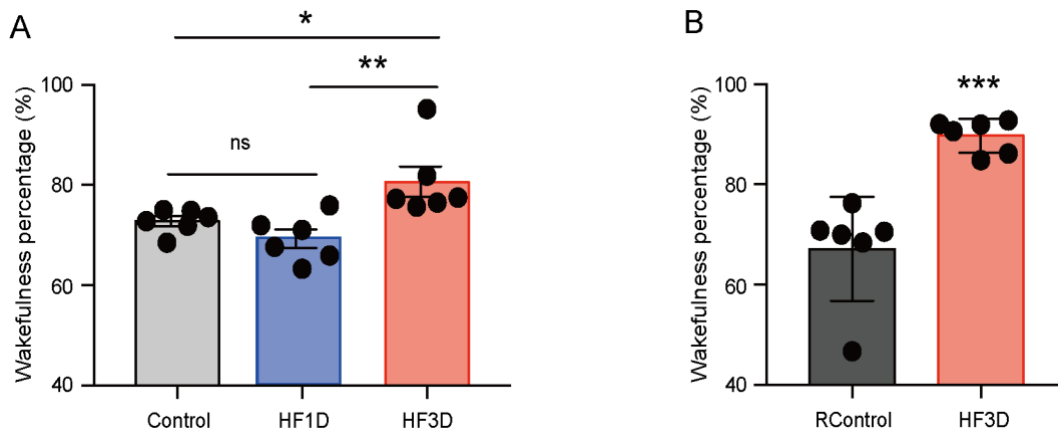 A
Wakefulness percentage (%)
100
80
60
40
*
**
ns
Control HF1D HF3D
B
Wakefulness percentage (%)
100
80
60
40
***
RControl HF3D